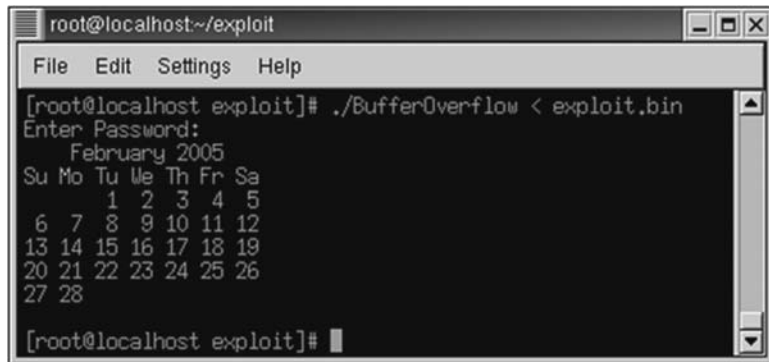 root@localhost:~/exploit
File Edit Settings Help
[root@localhost exploit]# ./BufferOverflow < exploit.bin
Enter Password:
    February 2005
Su Mo Tu We Th Fr Sa
       1  2  3  4  5
 6  7  8  9 10 11 12
13 14 15 16 17 18 19
20 21 22 23 24 25 26
27 28
[root@localhost exploit]#